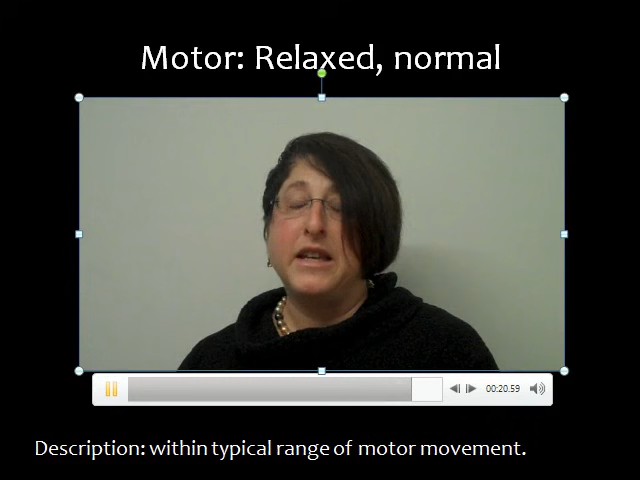 Motor: Relaxed, normal
00:20.59
Description: within typical range of motor movement.